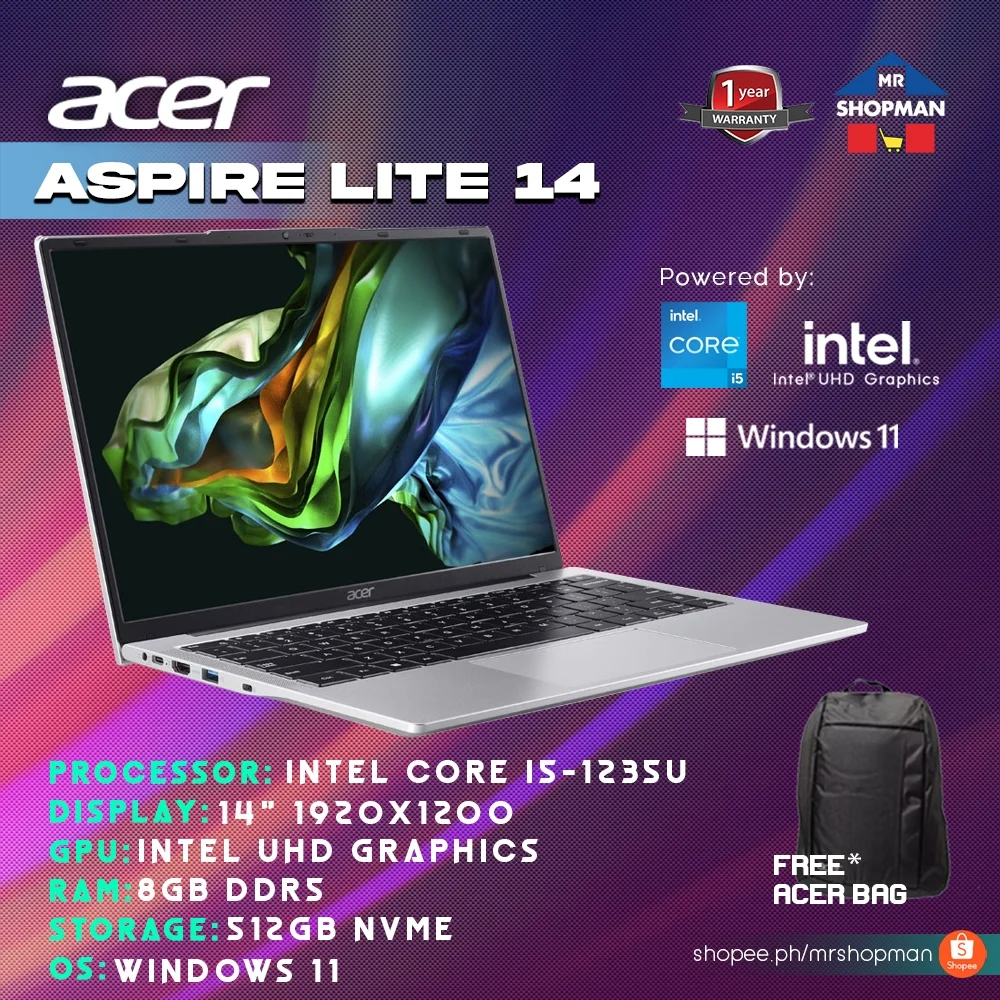 acer
ASPIRE LITE 14
1 year
WARRANTY
MR
SHOPMAN
Powered by:
intel.
CORE
i5
intel.
Intel® UHD Graphics
Windows 11
acer
PROCESSOR: INTEL CORE I5-1235U
DISPLAY: 14" 1920X1200
GPU: INTEL UHD GRAPHICS
RAM: 8GB DDR5
STORAGE: 512GB NVME
OS: WINDOWS 11
FREE*
ACER BAG
shopee.ph/mrshopman
S
Shopee